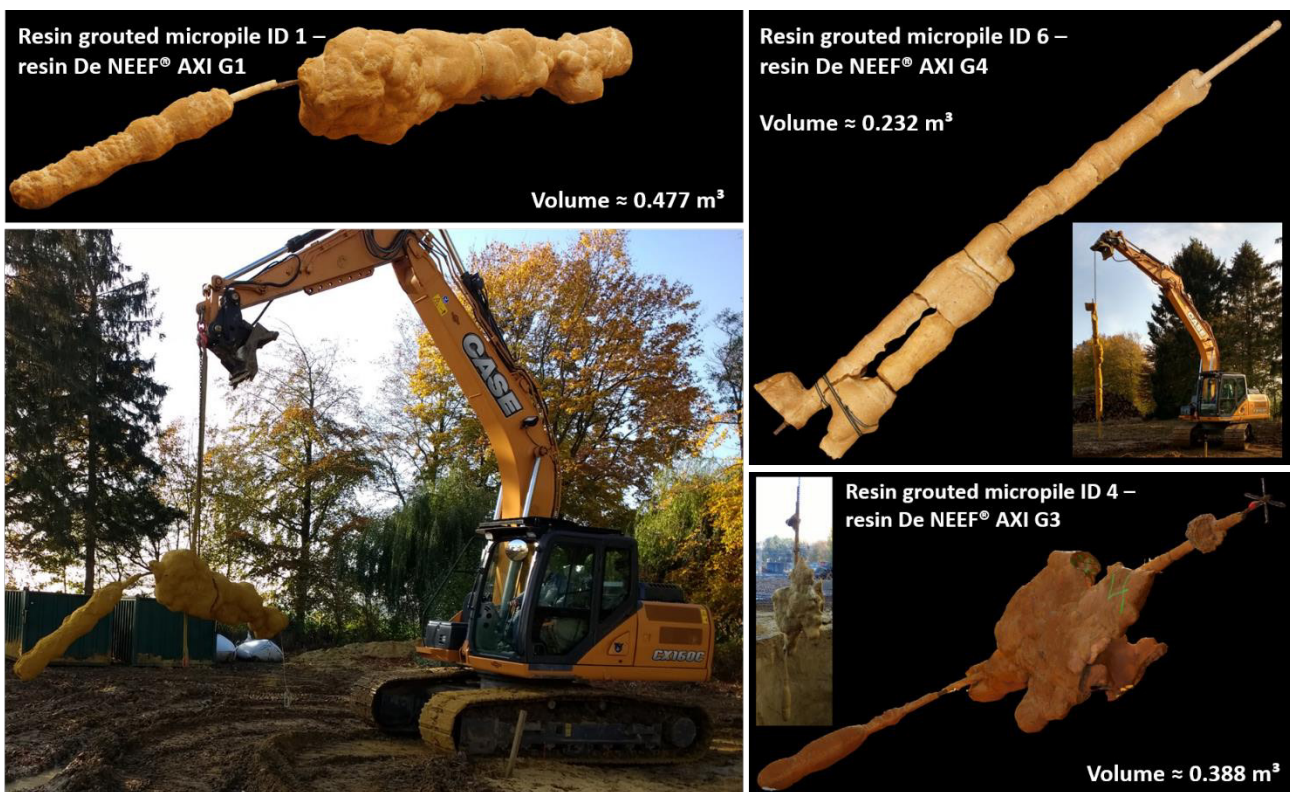 Resin grouted micropile ID 1 –
resin De NEEF® AXI G1
Volume ≈ 0.477 m³
CASE
CX160C
Resin grouted micropile ID 6 –
resin De NEEF® AXI G4
Volume ≈ 0.232 m³
CASE
Resin grouted micropile ID 4 –
resin De NEEF® AXI G3
4
Volume ≈ 0.388 m³